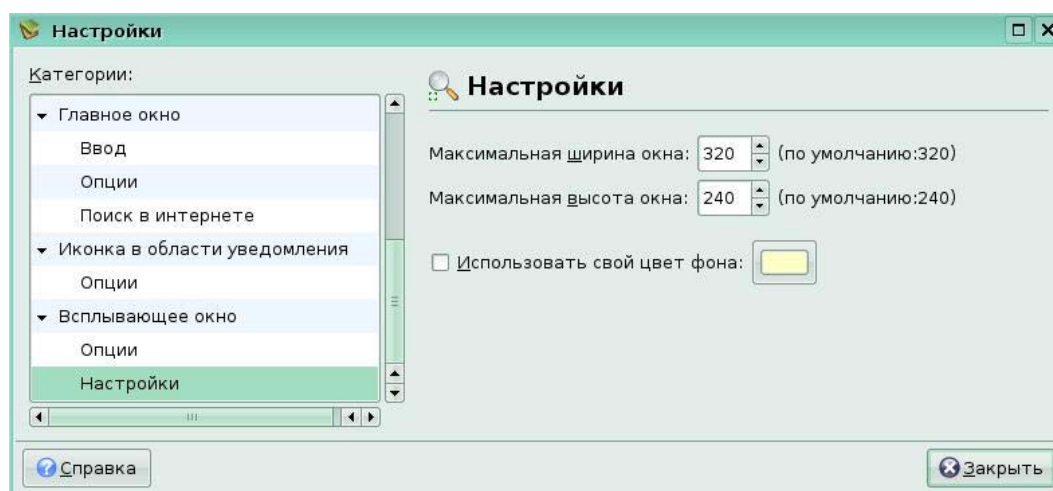 Настройки
Категории:
Главное окно
Ввод
Опции
Поиск в интернете
Иконка в области уведомления
Опции
Всплывающее окно
Опции
Настройки
Настройки
Максимальная ширина окна: 320 (по умолчанию:320)
Максимальная высота окна: 240 (по умолчанию:240)
Использовать свой цвет фона:
Справка
Закрыть